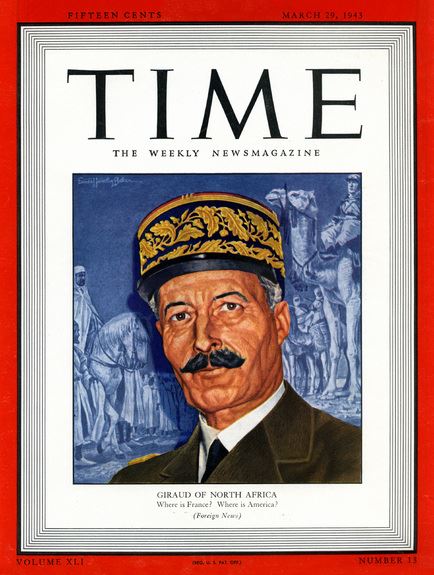 FIFTEEN CENTS MARCH 29, 1943
TIME
THE WEEKLY NEWSMAGAZINE
GIRAUD OF NORTH AFRICA
Where is France? Where is America?
(Foreign News)
VOLUME XLI (REG. U. S. PAT. OFF.) NUMBER 13